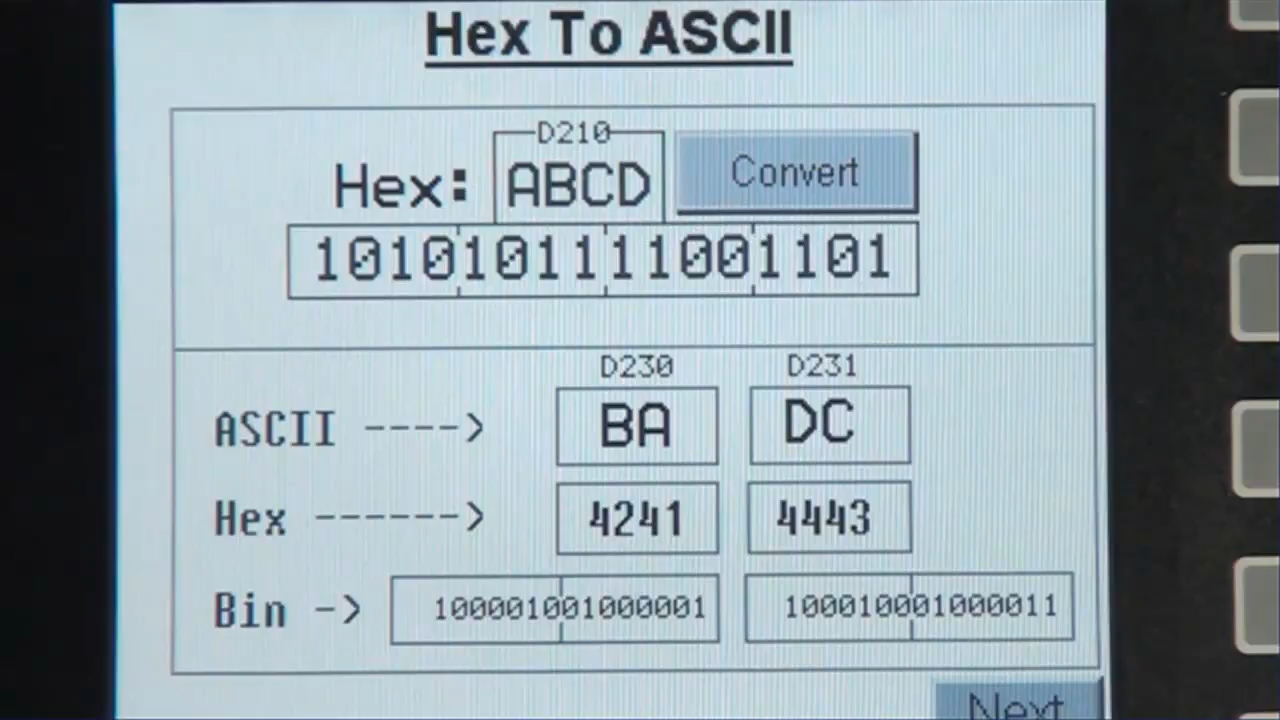 Hex To ASCII
D210
Hex: ABCD Convert
1010101111001101
D230 D231
ASCII ----> BA DC
Hex ------> 4241 4443
Bin -> 100001001000001 100010001000011
Next